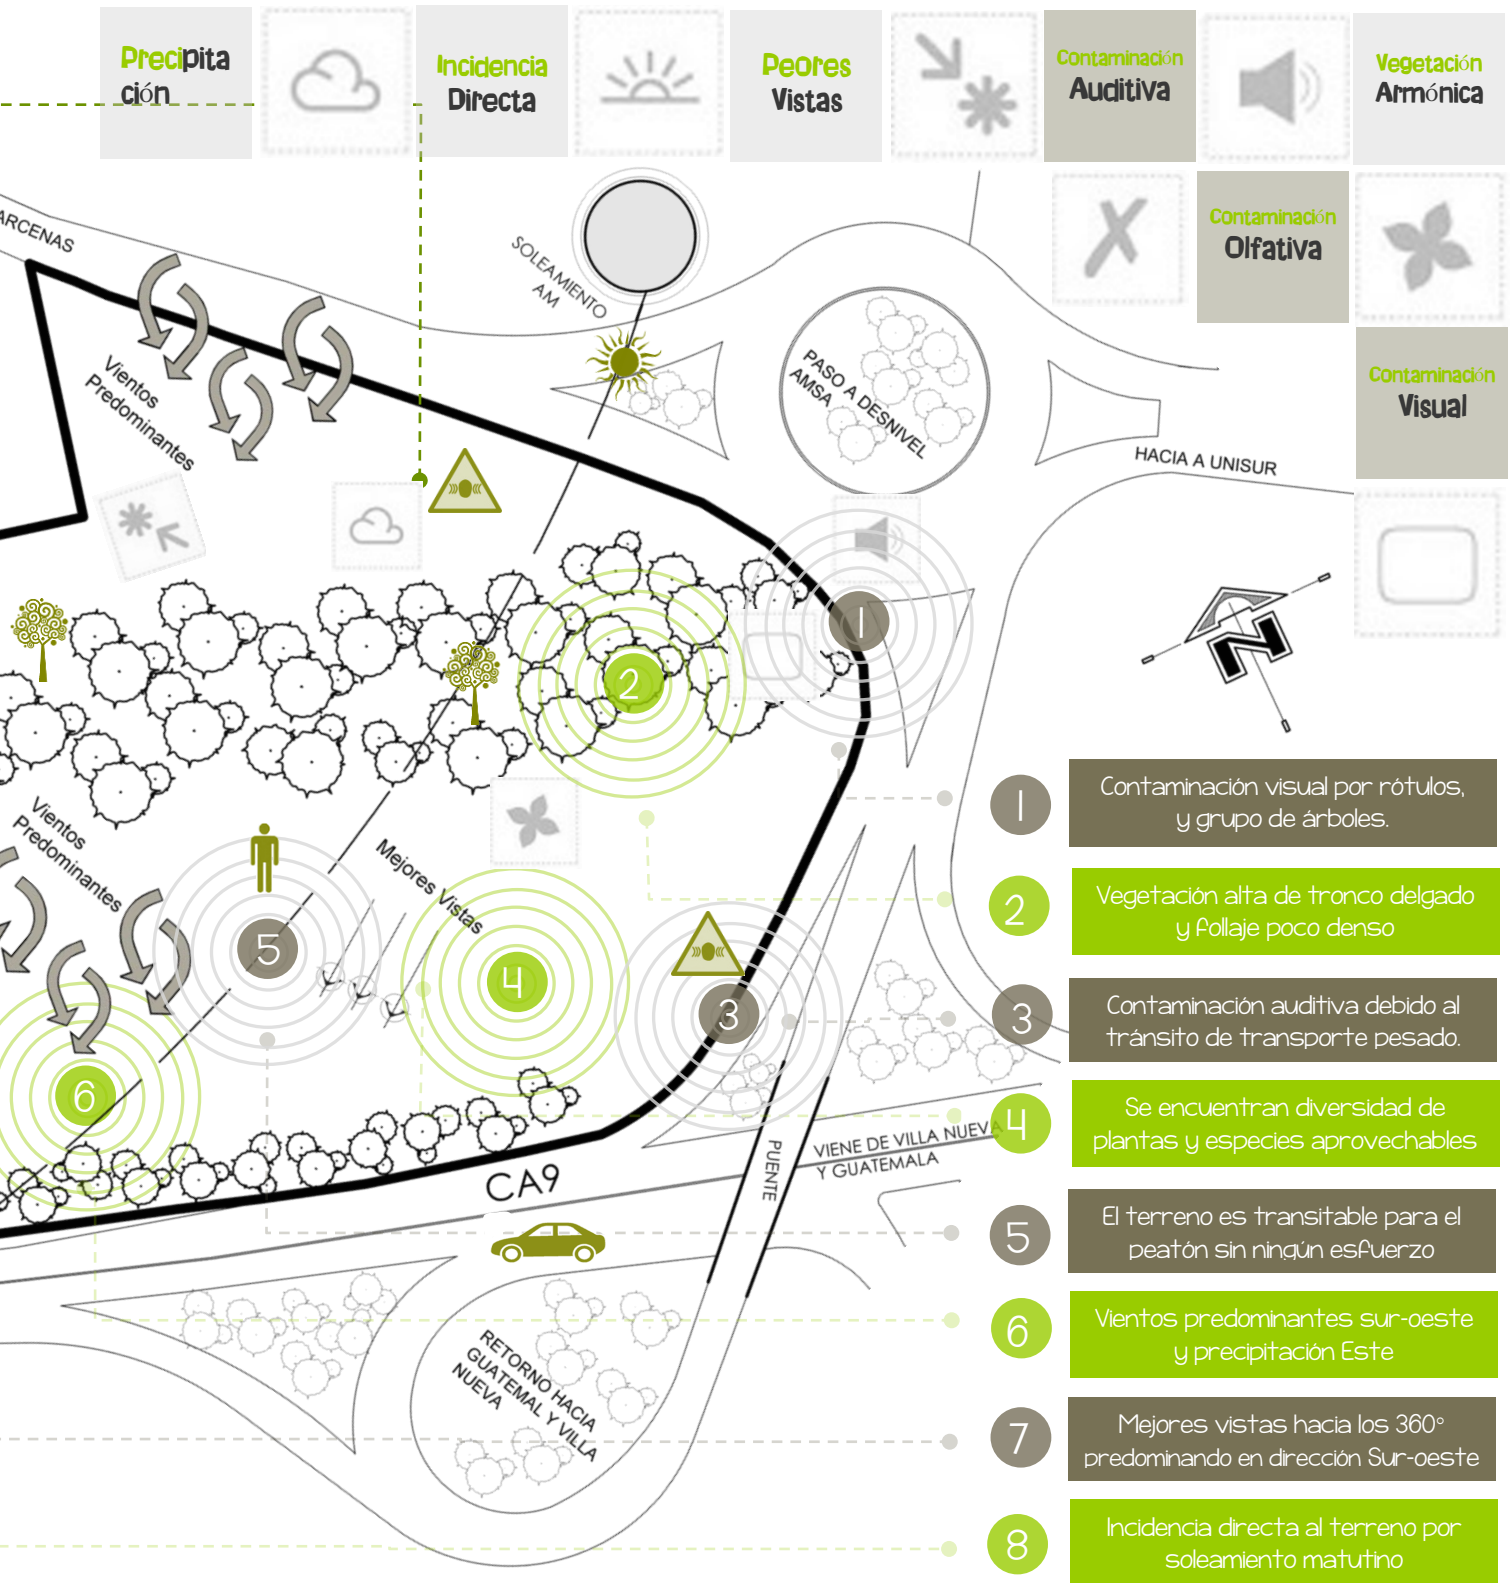 Precipita
ción
Incidencia
Directa
Peores
Vistas
Contaminación
Auditiva
Vegetación
Armónica
Contaminación
Olfativa
Contaminación
Visual
ARCENAS
SOLEAMIENTO
AM
Vientos
Predominantes
PASO A DESNIVEL
AMSA
HACIA A UNISUR
N
1
2
Vientos
Predominantes
Mejores Vistas
5
4
3
6
CA9
PUENTE
VIENE DE VILLA NUEVA
Y GUATEMALA
RETORNO HACIA
GUATEMAL Y VILLA
NUEVA
1
Contaminación visual por rótulos,
y grupo de árboles.
2
Vegetación alta de tronco delgado
y follaje poco denso
3
Contaminación auditiva debido al
tránsito de transporte pesado.
4
Se encuentran diversidad de
plantas y especies aprovechables
5
El terreno es transitable para el
peatón sin ningún esfuerzo
6
Vientos predominantes sur-oeste
y precipitación Este
7
Mejores vistas hacia los 360°
predominando en dirección Sur-oeste
8
Incidencia directa al terreno por
soleamiento matutino